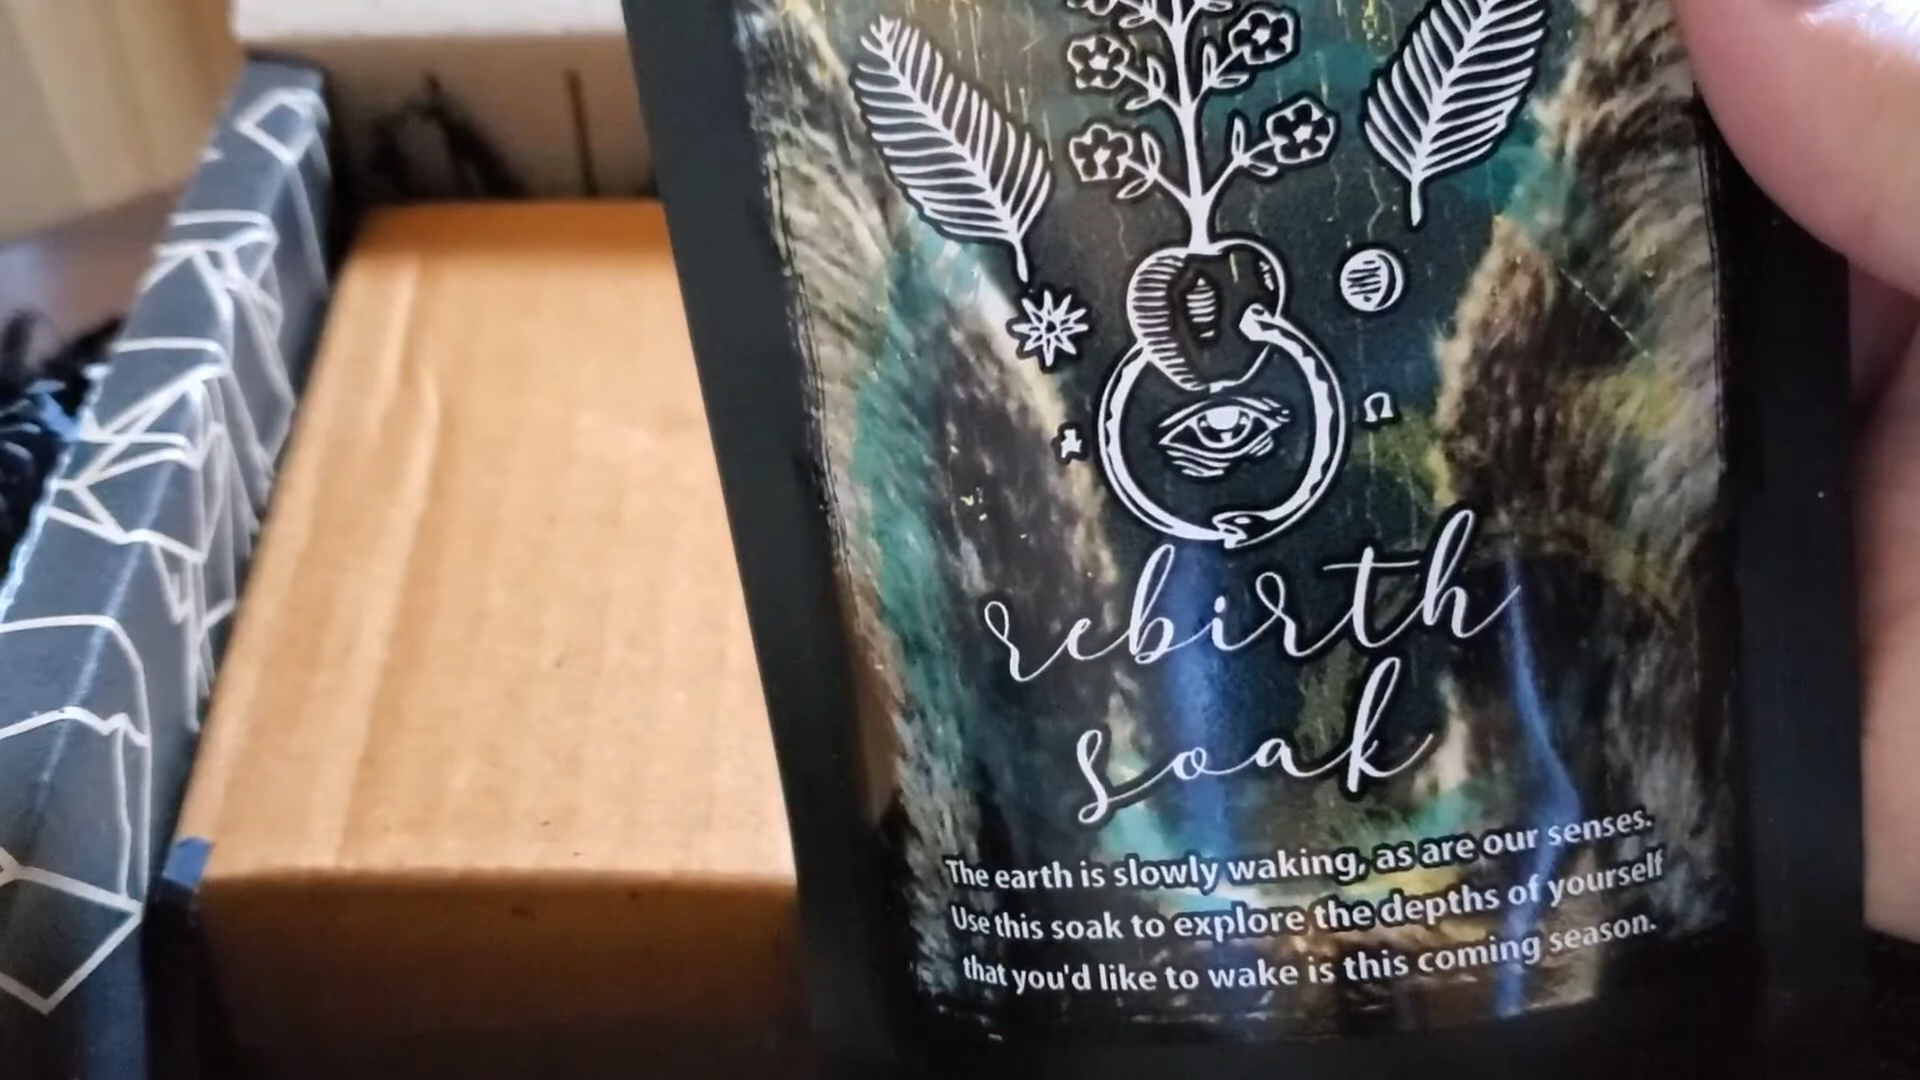 rebirth
soak
The earth is slowly waking, as are our senses.
Use this soak to explore the depths of yourself
that you'd like to wake is this coming season.